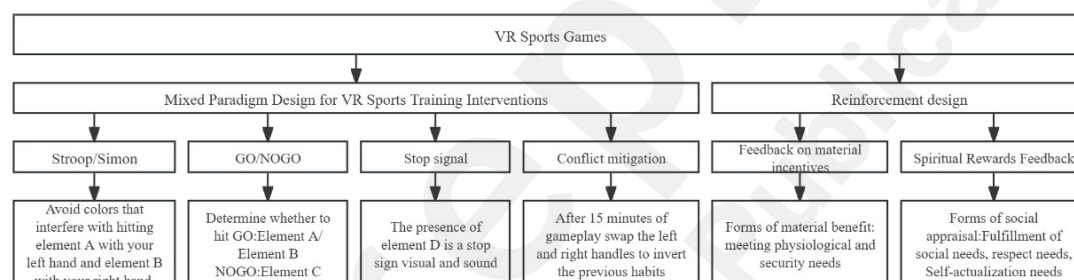 VR Sports Games
Mixed Paradigm Design for VR Sports Training Interventions
Reinforcement design
Stroop/Simon
GO/NOGO
Stop signal
Conflict mitigation
Feedback on material
incentives
Spiritual Rewards Feedback
Avoid colors that
interfere with hitting
element A with your
left hand and element B
with your right hand
Determine whether to
hit GO:Element A/
Element B
NOGO:Element C
The presence of
element D is a stop
sign visual and sound
After 15 minutes of
gameplay swap the left
and right handles to invert
the previous habits
Forms of material benefit:
meeting physiological and
security needs
Forms of social
appraisal:Fulfillment of
social needs, respect needs,
Self-actualization needs